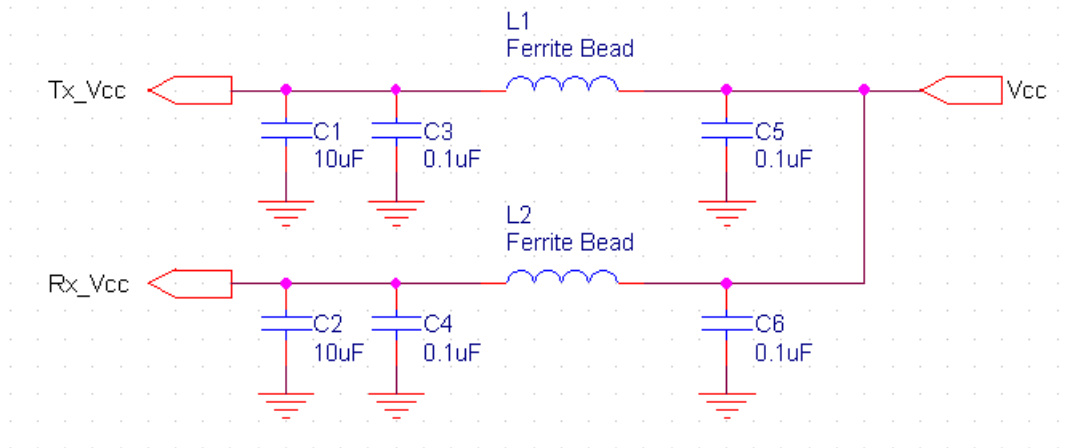 L1
Ferrite Bead
Tx_Vcc
Vcc
C1
10uF
C3
0.1uF
C5
0.1uF
L2
Ferrite Bead
Rx_Vcc
C2
10uF
C4
0.1uF
C6
0.1uF